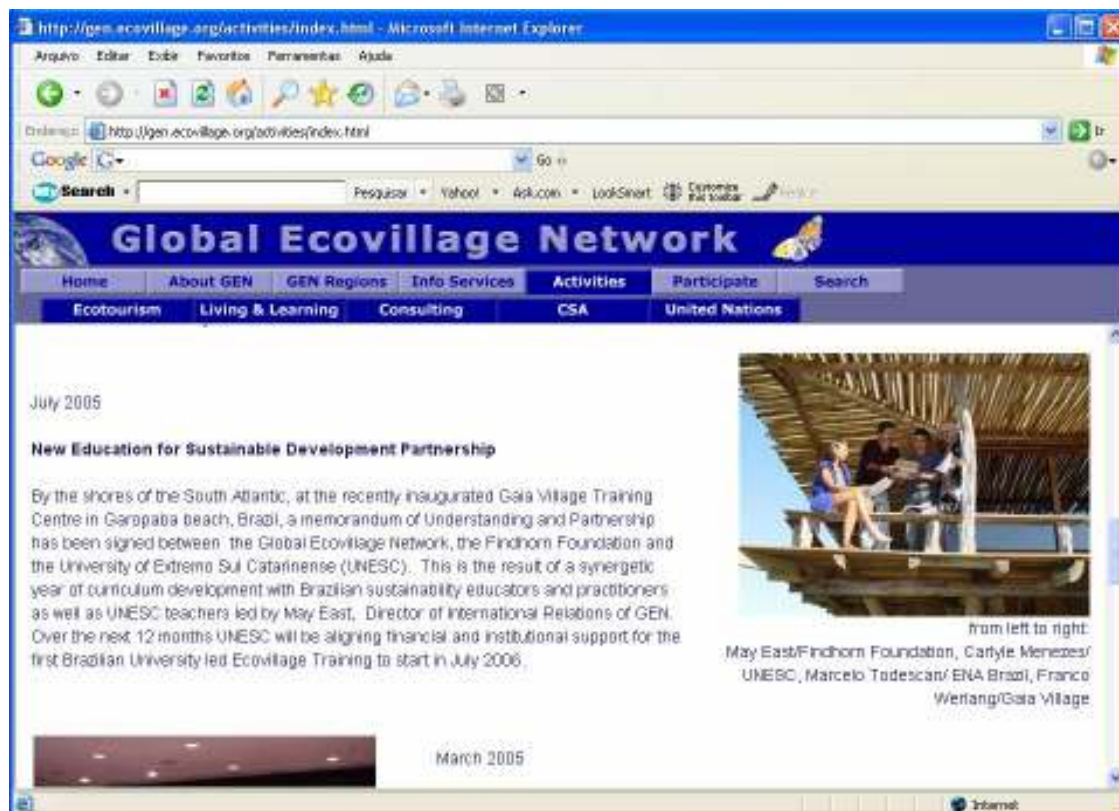 http://gen.ecovillage.org/activities/index.html - Microsoft Internet Explorer
Arquivo Editar Exibir Favoritos Ferramentas Ajuda
Endereço http://gen.ecovillage.org/activities/index.html Ir
Google G Go
Search Pesquisar Yahoo! Ask.com LookSmart Customize this toolbar
Global Ecovillage Network
Home About GEN GEN Regions Info Services Activities Participate Search
Ecotourism Living & Learning Consulting CSA United Nations
July 2005
New Education for Sustainable Development Partnership
By the shores of the South Atlantic, at the recently inaugurated Gaia Village Training
Centre in Garopaba beach, Brazil, a memorandum of Understanding and Partnership
has been signed between the Global Ecovillage Network, the Findhorn Foundation and
the University of Extremo Sul Catarinense (UNESC). This is the result of a synergetic
year of curriculum development with Brazilian sustainability educators and practitioners
as well as UNESC teachers led by May East, Director of International Relations of GEN.
Over the next 12 months UNESC will be aligning financial and institutional support for the
first Brazilian University led Ecovillage Training to start in July 2006.
from left to right:
May East/Findhorn Foundation, Carlyle Menezes/
UNESC, Marcelo Todescan/ ENA Brazil, Franco
Werlang/Gaia Village
March 2005
Internet